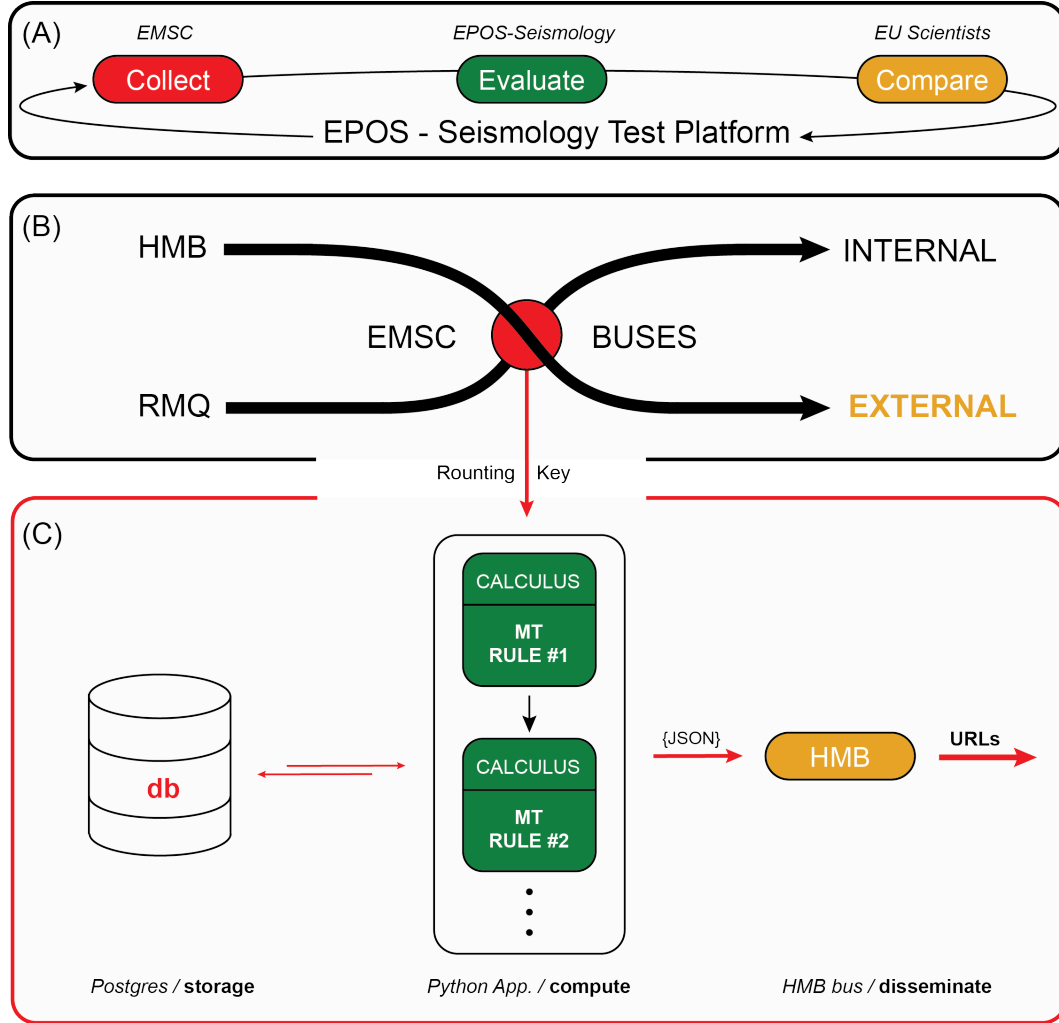 (A)
EMSC
EPOS-Seismology
EU Scientists
Collect
Evaluate
Compare
EPOS - Seismology Test Platform
(B)
HMB
INTERNAL
EMSC
BUSES
RMQ
EXTERNAL
Rounting Key
(C)
CALCULUS
MT
RULE #1
CALCULUS
MT
RULE #2
db
{JSON}
HMB
URLs
Postgres / storage
Python App. / compute
HMB bus / disseminate